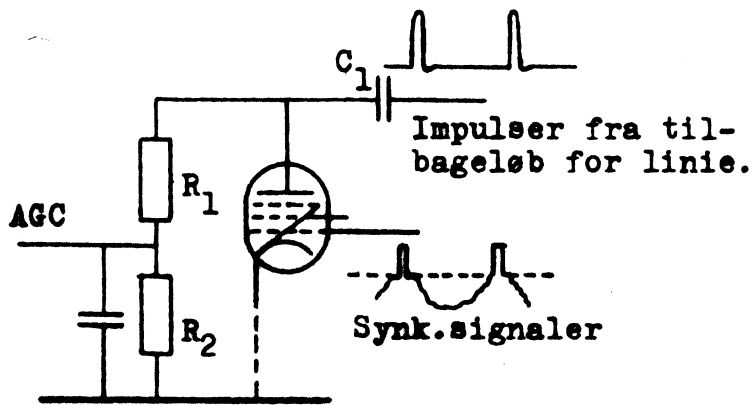 C1
Impulser fra til-
bageløb for linie.
R1
AGC
R2
Synk.signaler